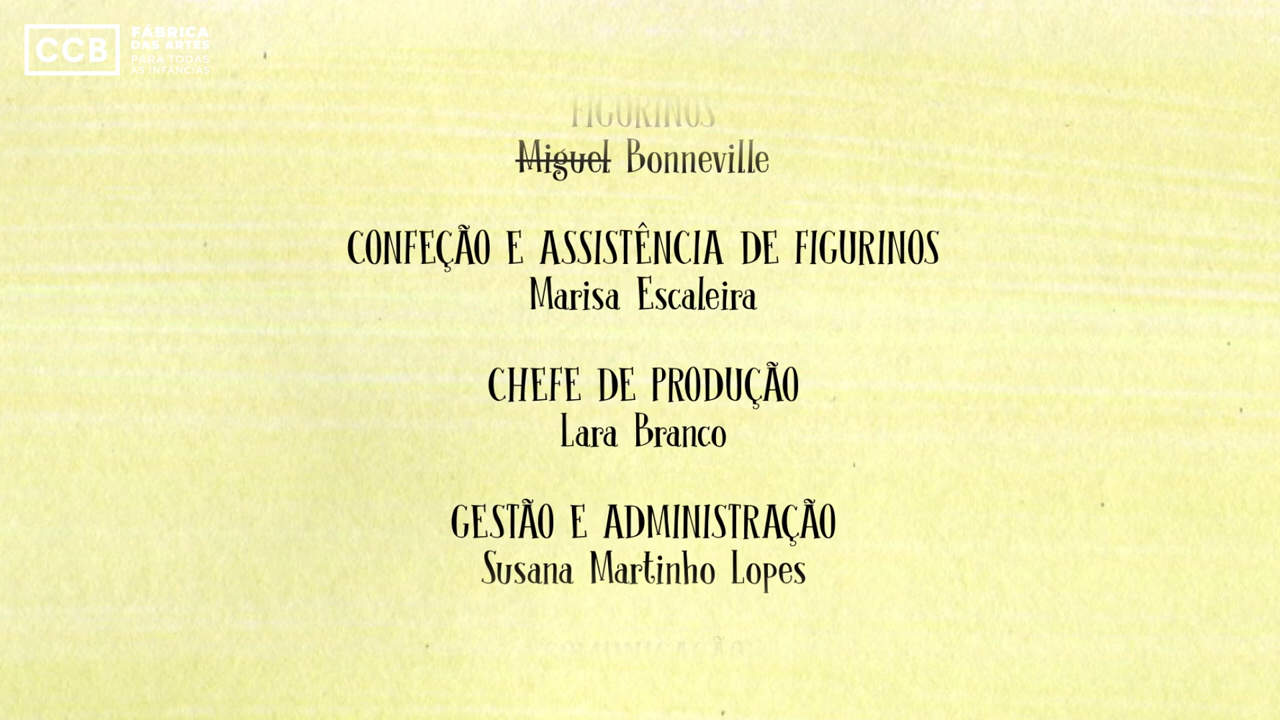 CCB
FÁBRICA
DAS ARTES
PARA TODAS
AS INFÂNCIAS
FIGURINOS
~~Miguel~~ Bonneville
CONFEÇÃO E ASSISTÊNCIA DE FIGURINOS
Marisa Escaleira
CHEFE DE PRODUÇÃO
Lara Branco
GESTÃO E ADMINISTRAÇÃO
Susana Martinho Lopes
COMUNICAÇÃO